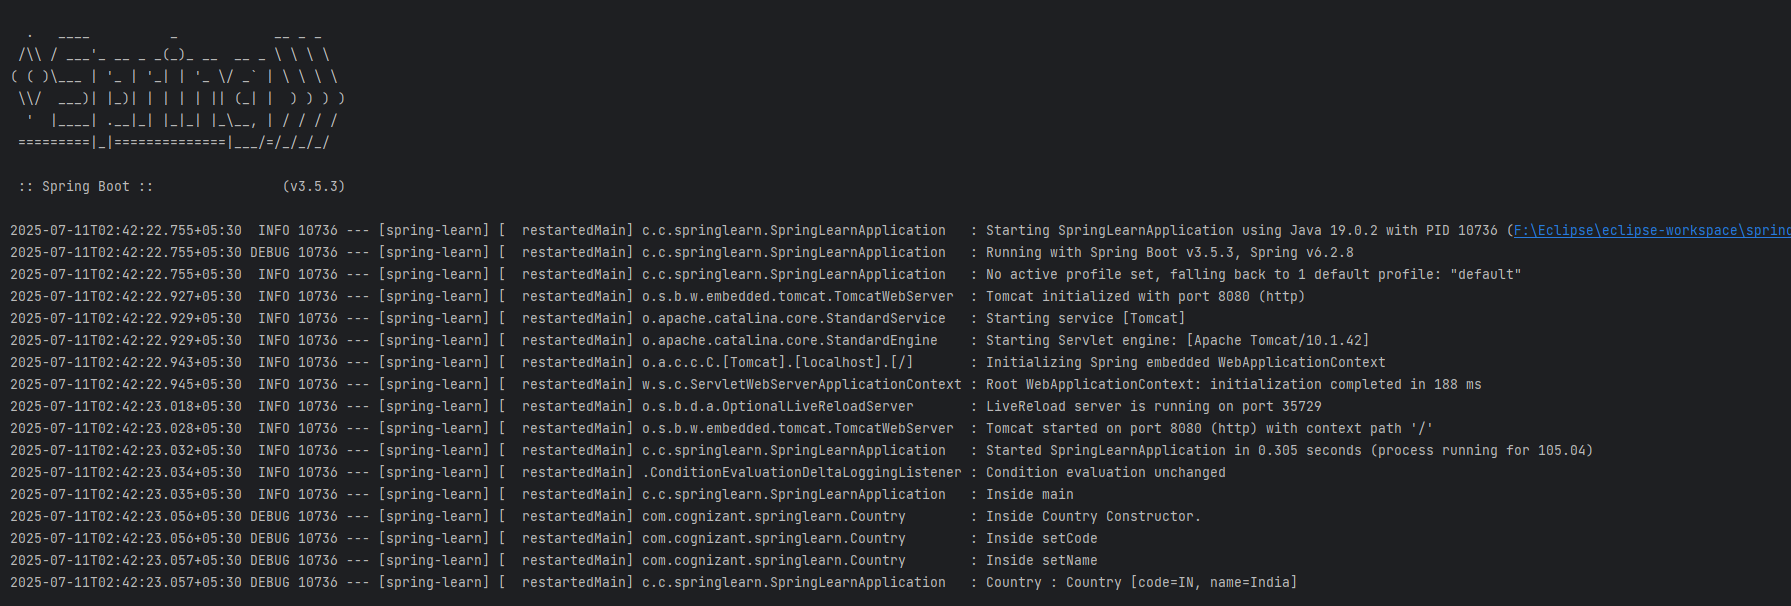 .   ____          _            __ _ _
 /\\ / ___'_ __ _ _(_)_ __  __ _ \ \ \ \
( ( )\___ | '_ | '_| | '_ \/ _` | \ \ \ \
 \\/  ___)| |_)| | | | | || (_| |  ) ) ) )
  '  |____| .__|_| |_|_| |_\__, | / / / /
 =========|_|==============|___/=/_/_/_/

 :: Spring Boot ::                (v3.5.3)

2025-07-11T02:42:22.755+05:30  INFO 10736 --- [spring-learn] [  restartedMain] c.c.springlearn.SpringLearnApplication   : Starting SpringLearnApplication using Java 19.0.2 with PID 10736 (F:\Eclipse\eclipse-workspace\spring
2025-07-11T02:42:22.755+05:30 DEBUG 10736 --- [spring-learn] [  restartedMain] c.c.springlearn.SpringLearnApplication   : Running with Spring Boot v3.5.3, Spring v6.2.8
2025-07-11T02:42:22.755+05:30  INFO 10736 --- [spring-learn] [  restartedMain] c.c.springlearn.SpringLearnApplication   : No active profile set, falling back to 1 default profile: "default"
2025-07-11T02:42:22.927+05:30  INFO 10736 --- [spring-learn] [  restartedMain] o.s.b.w.embedded.tomcat.TomcatWebServer  : Tomcat initialized with port 8080 (http)
2025-07-11T02:42:22.929+05:30  INFO 10736 --- [spring-learn] [  restartedMain] o.apache.catalina.core.StandardService   : Starting service [Tomcat]
2025-07-11T02:42:22.929+05:30  INFO 10736 --- [spring-learn] [  restartedMain] o.apache.catalina.core.StandardEngine    : Starting Servlet engine: [Apache Tomcat/10.1.42]
2025-07-11T02:42:22.943+05:30  INFO 10736 --- [spring-learn] [  restartedMain] o.a.c.c.C.[Tomcat].[localhost].[/]       : Initializing Spring embedded WebApplicationContext
2025-07-11T02:42:22.945+05:30  INFO 10736 --- [spring-learn] [  restartedMain] w.s.c.ServletWebServerApplicationContext : Root WebApplicationContext: initialization completed in 188 ms
2025-07-11T02:42:23.018+05:30  INFO 10736 --- [spring-learn] [  restartedMain] o.s.b.d.a.OptionalLiveReloadServer       : LiveReload server is running on port 35729
2025-07-11T02:42:23.028+05:30  INFO 10736 --- [spring-learn] [  restartedMain] o.s.b.w.embedded.tomcat.TomcatWebServer  : Tomcat started on port 8080 (http) with context path '/'
2025-07-11T02:42:23.032+05:30  INFO 10736 --- [spring-learn] [  restartedMain] c.c.springlearn.SpringLearnApplication   : Started SpringLearnApplication in 0.305 seconds (process running for 105.04)
2025-07-11T02:42:23.034+05:30  INFO 10736 --- [spring-learn] [  restartedMain] .ConditionEvaluationDeltaLoggingListener : Condition evaluation unchanged
2025-07-11T02:42:23.035+05:30  INFO 10736 --- [spring-learn] [  restartedMain] c.c.springlearn.SpringLearnApplication   : Inside main
2025-07-11T02:42:23.056+05:30 DEBUG 10736 --- [spring-learn] [  restartedMain] com.cognizant.springlearn.Country        : Inside Country Constructor.
2025-07-11T02:42:23.056+05:30 DEBUG 10736 --- [spring-learn] [  restartedMain] com.cognizant.springlearn.Country        : Inside setCode
2025-07-11T02:42:23.057+05:30 DEBUG 10736 --- [spring-learn] [  restartedMain] com.cognizant.springlearn.Country        : Inside setName
2025-07-11T02:42:23.057+05:30 DEBUG 10736 --- [spring-learn] [  restartedMain] c.c.springlearn.SpringLearnApplication   : Country : Country [code=IN, name=India]